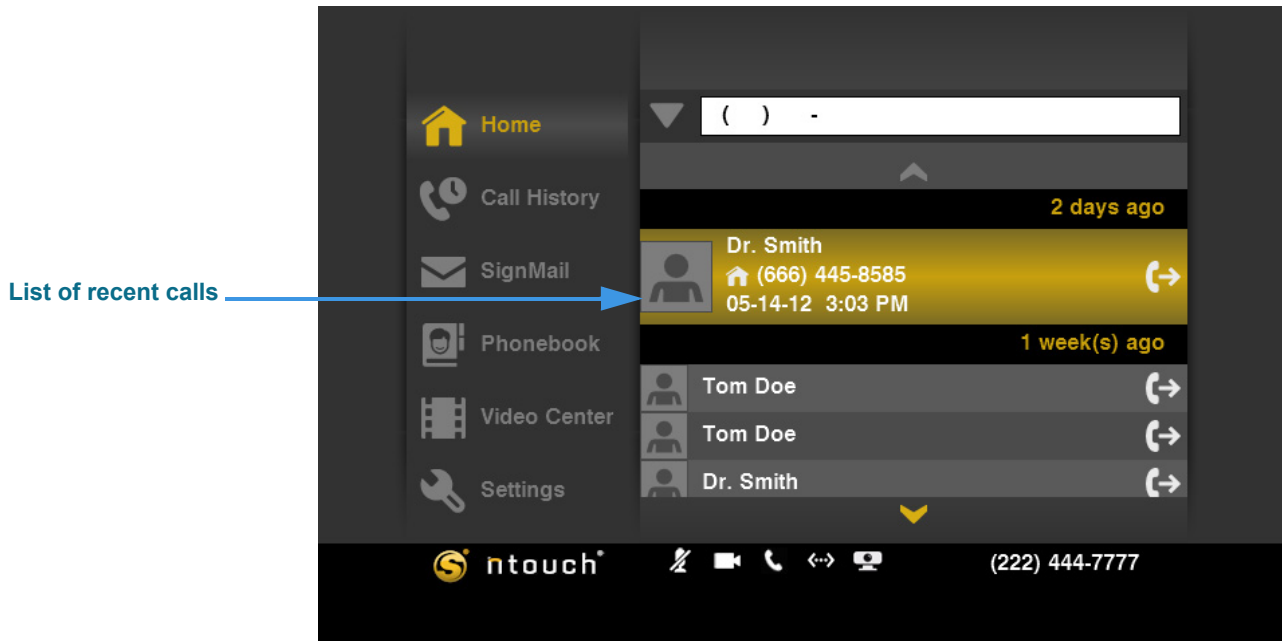 Home
Call History
SignMail
Phonebook
Video Center
Settings
List of recent calls
( ) -
2 days ago
Dr. Smith
(666) 445-8585
05-14-12 3:03 PM
1 week(s) ago
Tom Doe
Tom Doe
Dr. Smith
S ntouch® (222) 444-7777